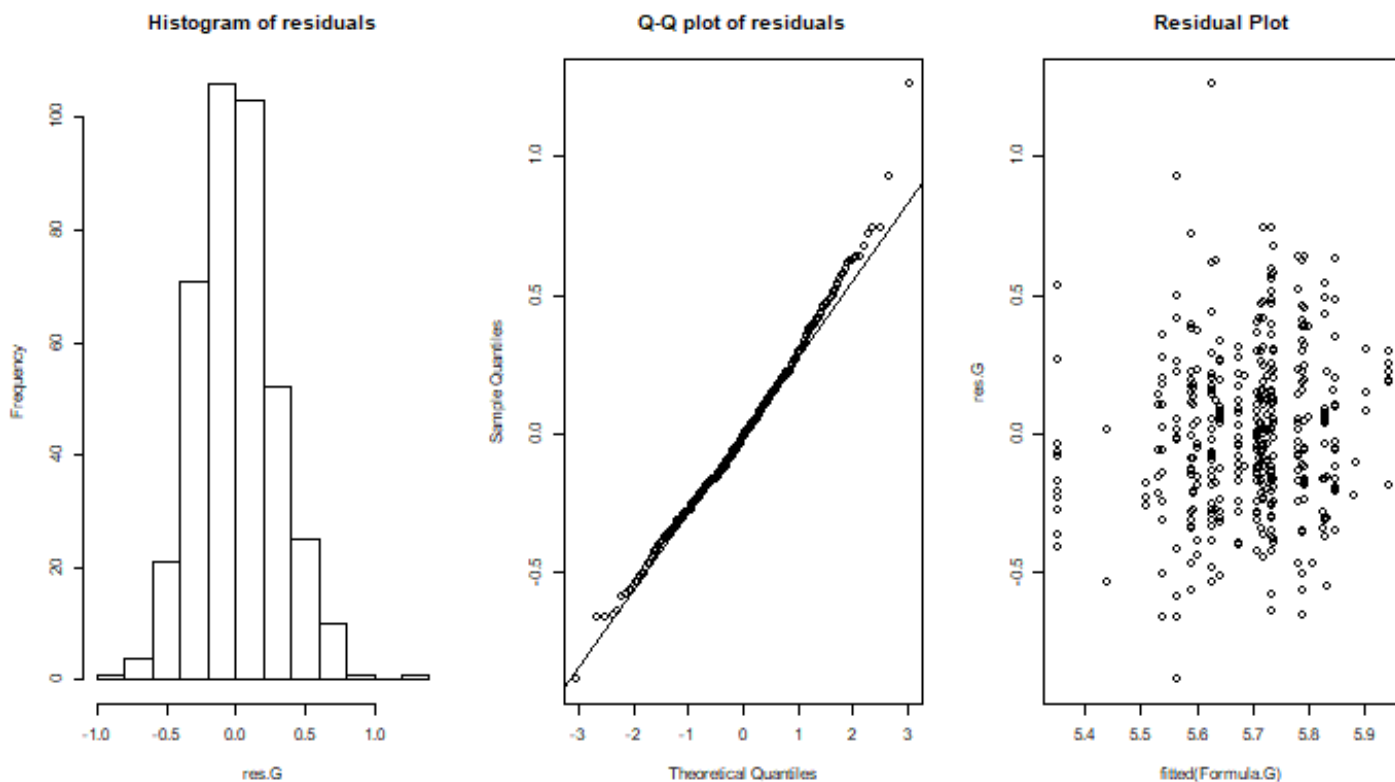 Histogram of residuals
Frequency
0 20 40 60 80 100
-1.0 -0.5 0.0 0.5 1.0
res.G
Q-Q plot of residuals
Sample Quantiles
-0.5 0.0 0.5 1.0
-3 -2 -1 0 1 2 3
Theoretical Quantiles
Residual Plot
res.G
-0.5 0.0 0.5 1.0
5.4 5.5 5.6 5.7 5.8 5.9
fitted(Formula.G)